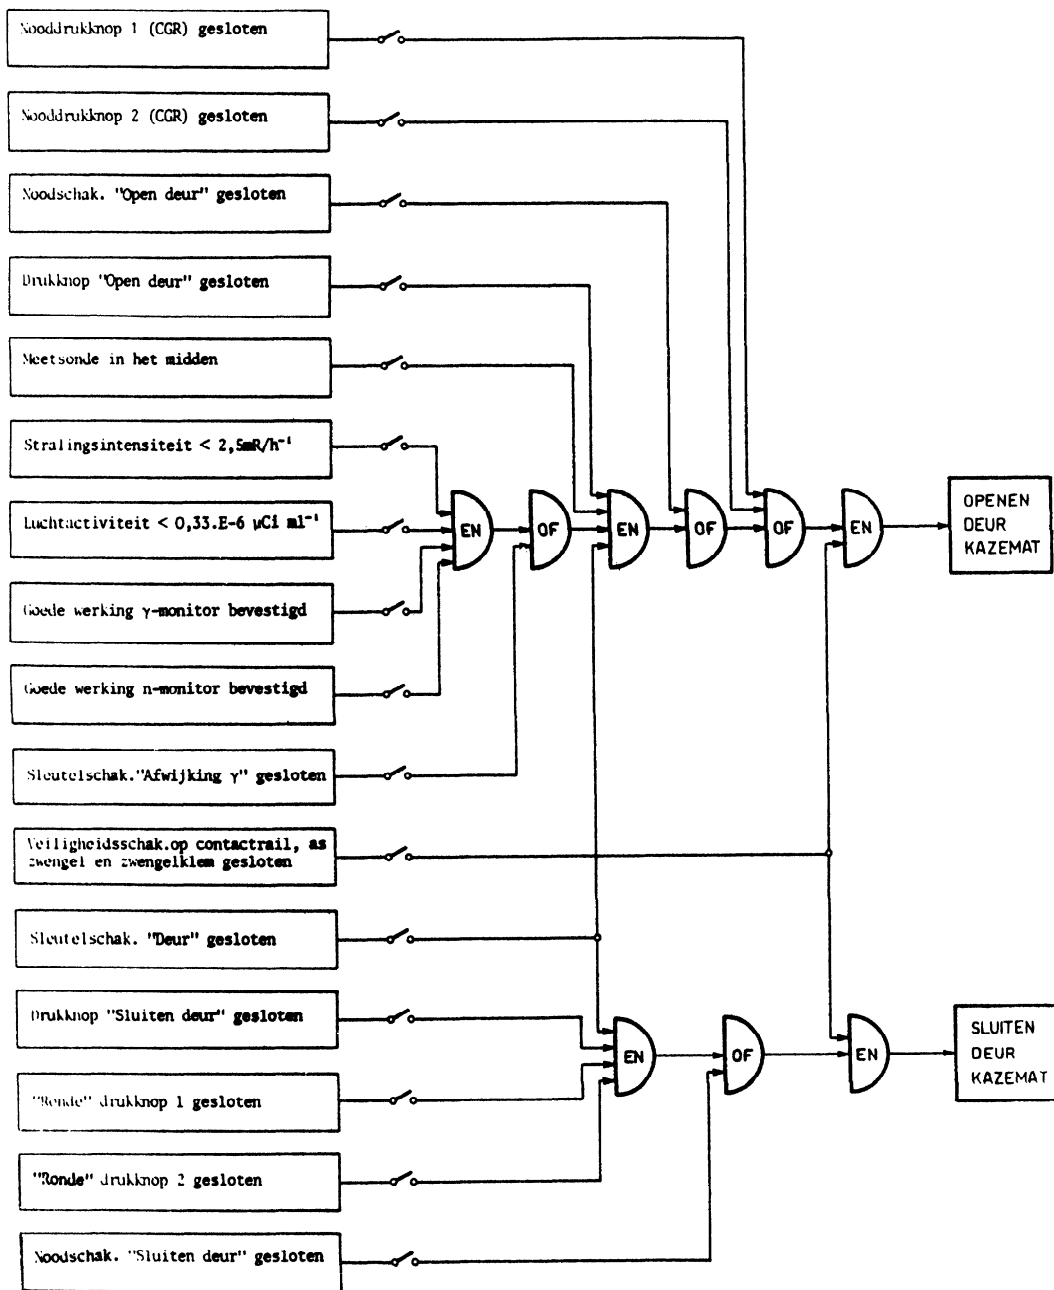 Nooddrukknop 1 (CGR) gesloten
Nooddrukknop 2 (CGR) gesloten
Noodschak. "Open deur" gesloten
Drukknop "Open deur" gesloten
Meetsonde in het midden
Stralingsintensiteit < 2,5mR/h⁻¹
Luchtactiviteit < 0,33.E-6 µCi ml⁻¹
Goede werking γ-monitor bevestigd
Goede werking n-monitor bevestigd
Sleutelschak."Afwijking γ" gesloten
Veiligheidsschak.op contactrail, as
zwengel en zwengelklem gesloten
Sleutelschak. "Deur" gesloten
Drukknop "Sluiten deur" gesloten
"Ronde" drukknop 1 gesloten
"Ronde" drukknop 2 gesloten
Noodschak. "Sluiten deur" gesloten
EN
OF
EN
OF
OF
EN
OPENEN
DEUR
KAZEMAT
EN
OF
EN
SLUITEN
DEUR
KAZEMAT